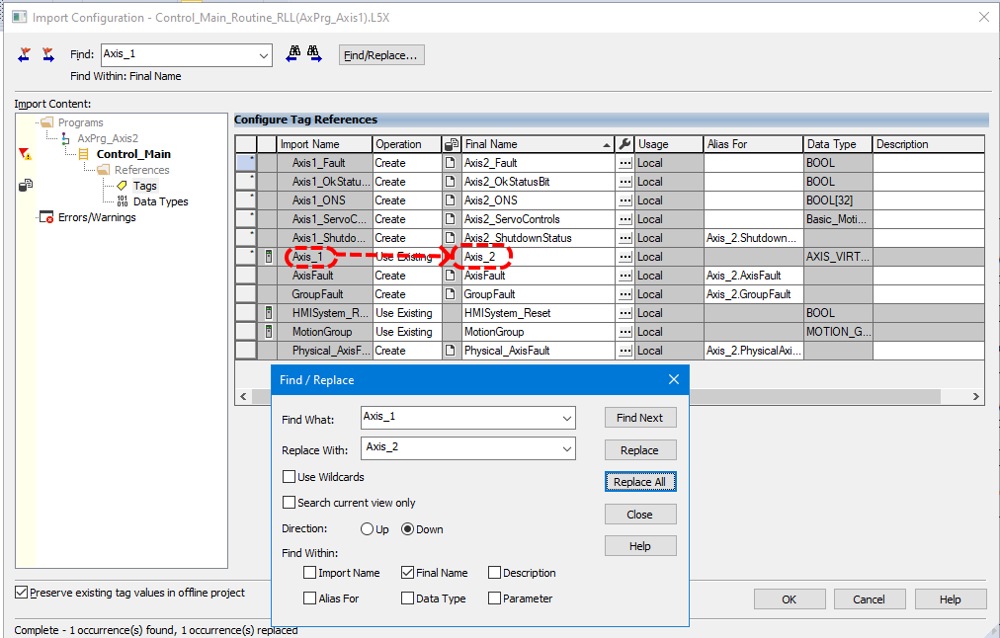 Import Configuration - Control_Main_Routine_RLL(AxPrg_Axis1).L5X
Find: Axis_1 Find/Replace...
Find Within: Final Name
Import Content:
Programs
AxPrg_Axis2
Control_Main
References
Tags
Data Types
Errors/Warnings
Configure Tag References
Import Name Operation Final Name Usage Alias For Data Type Description
* Axis1_Fault Create Axis2_Fault ... Local BOOL
* Axis1_OkStatu... Create Axis2_OkStatusBit ... Local BOOL
* Axis1_ONS Create Axis2_ONS ... Local BOOL[32]
* Axis1_ServoC... Create Axis2_ServoControls ... Local Basic_Moti...
* Axis1_Shutdo... Create Axis2_ShutdownStatus ... Local Axis_2.Shutdown...
* Axis_1 Use Existing Axis_2 ... Local AXIS_VIRT...
AxisFault Create AxisFault ... Local Axis_2.AxisFault
GroupFault Create GroupFault ... Local Axis_2.GroupFault
HMISystem_R... Use Existing HMISystem_Reset ... Local BOOL
MotionGroup Use Existing MotionGroup ... Local MOTION_G...
Physical_AxisF... Create Physical_AxisFault ... Local Axis_2.PhysicalAxi...
Find / Replace
Find What: Axis_1 Find Next
Replace With: Axis_2 Replace
Use Wildcards Replace All
Search current view only
Close
Direction: Up Down
Help
Find Within:
Import Name Final Name Description
Alias For Data Type Parameter
Preserve existing tag values in offline project
OK Cancel Help
Complete - 1 occurrence(s) found, 1 occurrence(s) replaced